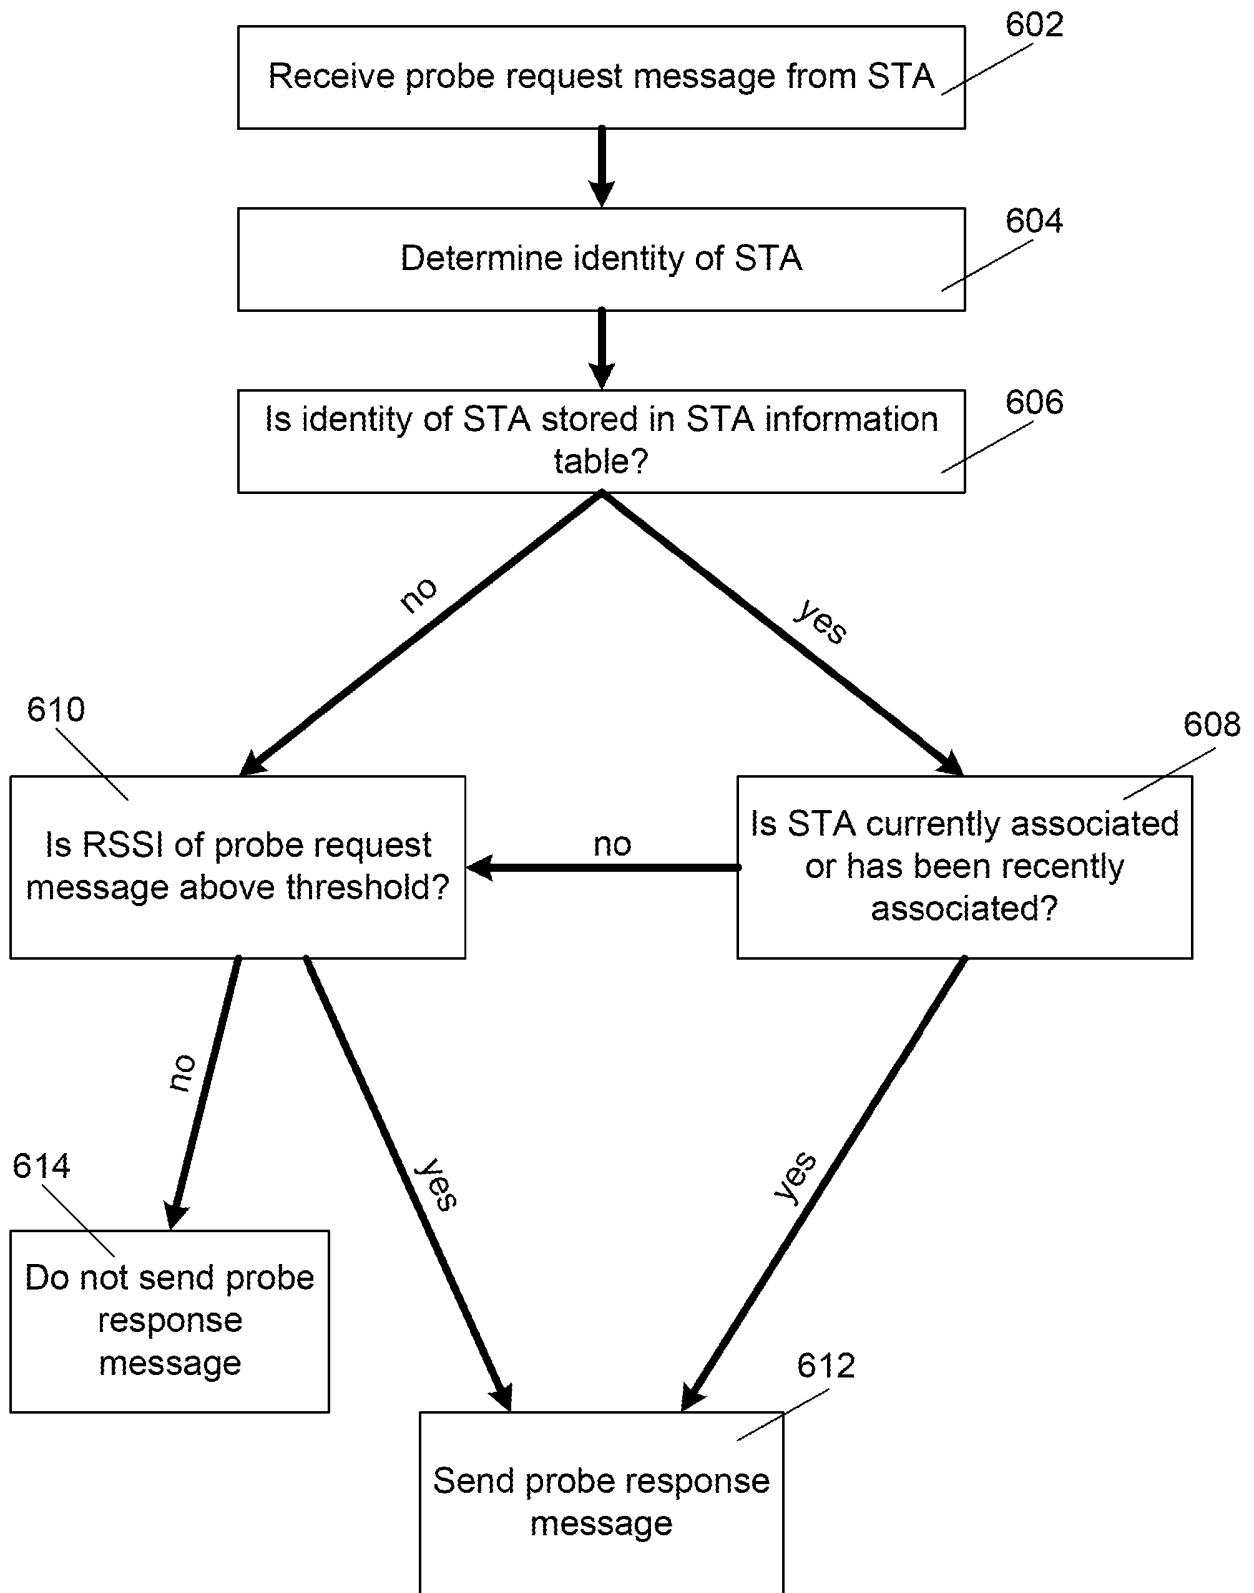 602
Receive probe request message from STA
604
Determine identity of STA
606
Is identity of STA stored in STA information
table?
no
yes
610
608
Is RSSI of probe request
message above threshold?
no
Is STA currently associated
or has been recently
associated?
no
yes
yes
614
Do not send probe
response
message
612
Send probe response
message